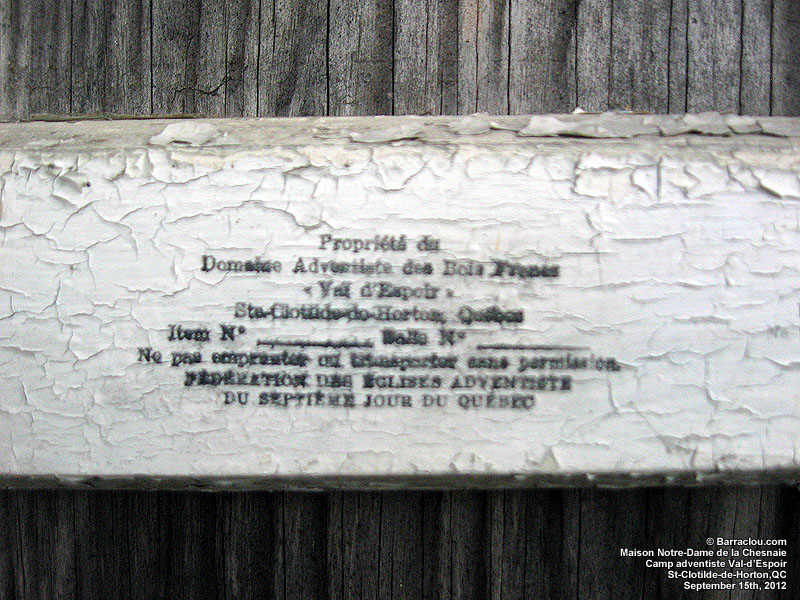 Propriété du
Domaine Adventiste des Bois Francs
« Val d'Espoir »
Ste-Clotilde-de-Horton, Québec
Item N° Salle N°
Ne pas emprunter ou transporter sans permission.
FÉDÉRATION DES ÉGLISES ADVENTISTE
DU SEPTIÈME JOUR DU QUÉBEC
© Barraclou.com
Maison Notre-Dame de la Chesnaie
Camp adventiste Val-d'Espoir
St-Clotilde-de-Horton,QC
September 15th, 2012